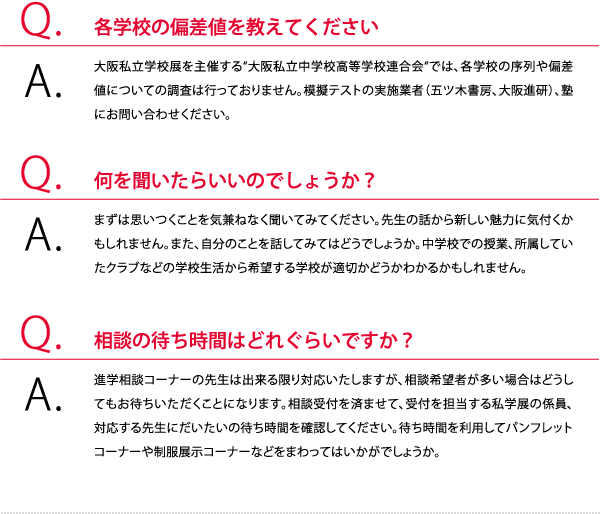 Q. 各学校の偏差値を教えてください
A. 大阪私立学校展を主催する”大阪私立中学校高等学校連合会”では、各学校の序列や偏差
値についての調査は行っておりません。模擬テストの実施業者（五ツ木書房、大阪進研）、塾
にお問い合わせください。
Q. 何を聞いたらいいのでしょうか？
A. まずは思いつくことを気兼ねなく聞いてみてください。先生の話から新しい魅力に気付くか
もしれません。また、自分のことを話してみてはどうでしょうか。中学校での授業、所属してい
たクラブなどの学校生活から希望する学校が適切かどうかわかるかもしれません。
Q. 相談の待ち時間はどれぐらいですか？
A. 進学相談コーナーの先生は出来る限り対応いたしますが、相談希望者が多い場合はどうし
てもお待ちいただくことになります。相談受付を済ませて、受付を担当する私学展の係員、
対応する先生にだいたいの待ち時間を確認してください。待ち時間を利用してパンフレット
コーナーや制服展示コーナーなどをまわってはいかがでしょうか。